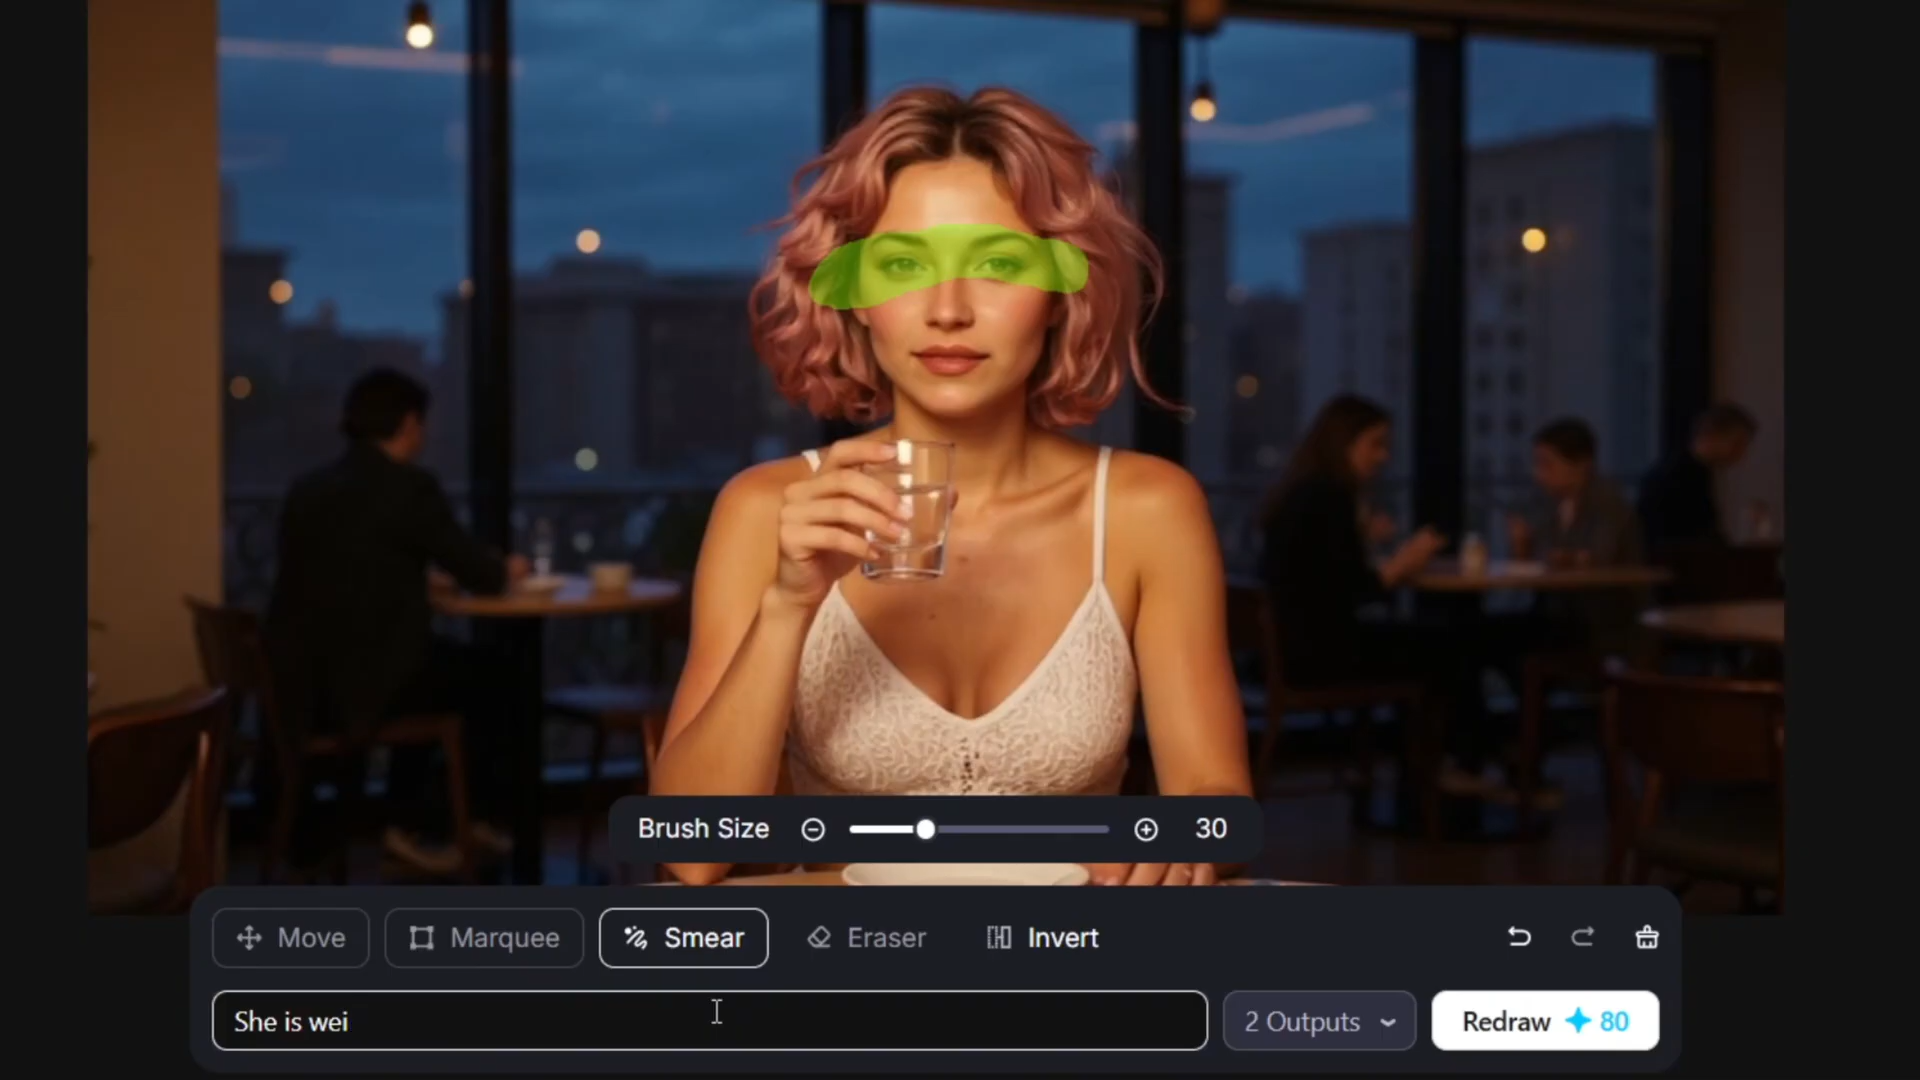 Brush Size 30
Move Marquee Smear Eraser Invert
She is wei 2 Outputs Redraw 80